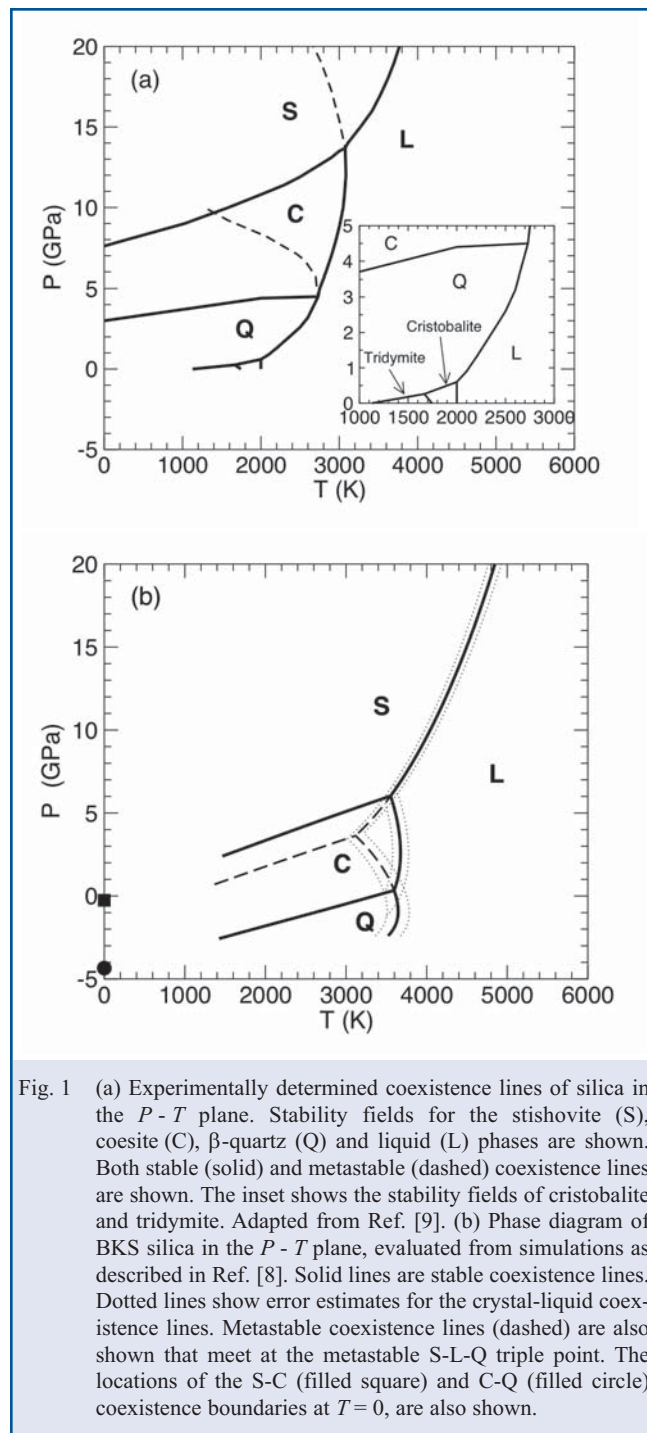 20
15
10
5
0
-5
P (GPa)
(a)
S
L
C
Q
5
4
3
2
1
0
C
Q
Cristobalite
Tridymite
L
1000 1500 2000 2500 3000
0 1000 2000 3000 4000 5000 6000
T (K)
20
15
10
5
0
-5
P (GPa)
(b)
S
L
C
Q
0 1000 2000 3000 4000 5000 6000
T (K)
Fig. 1 (a) Experimentally determined coexistence lines of silica in
the P - T plane. Stability fields for the stishovite (S),
coesite (C), β-quartz (Q) and liquid (L) phases are shown.
Both stable (solid) and metastable (dashed) coexistence lines
are shown. The inset shows the stability fields of cristobalite
and tridymite. Adapted from Ref. [9]. (b) Phase diagram of
BKS silica in the P - T plane, evaluated from simulations as
described in Ref. [8]. Solid lines are stable coexistence lines.
Dotted lines show error estimates for the crystal-liquid coex-
istence lines. Metastable coexistence lines (dashed) are also
shown that meet at the metastable S-L-Q triple point. The
locations of the S-C (filled square) and C-Q (filled circle)
coexistence boundaries at T = 0, are also shown.